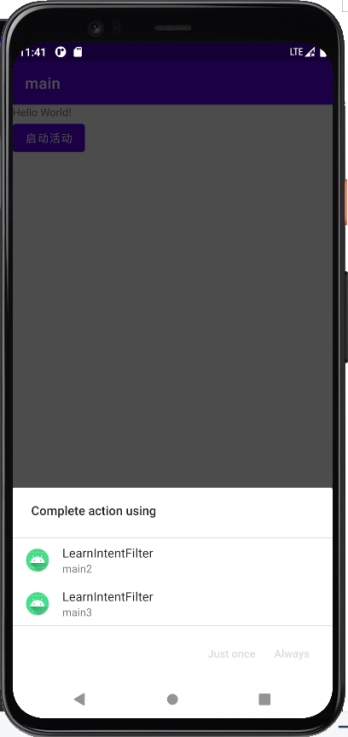 11:41
LTE
main
Hello World!
启动活动
Complete action using
LearnIntentFilter
main2
LearnIntentFilter
main3
Just once Always